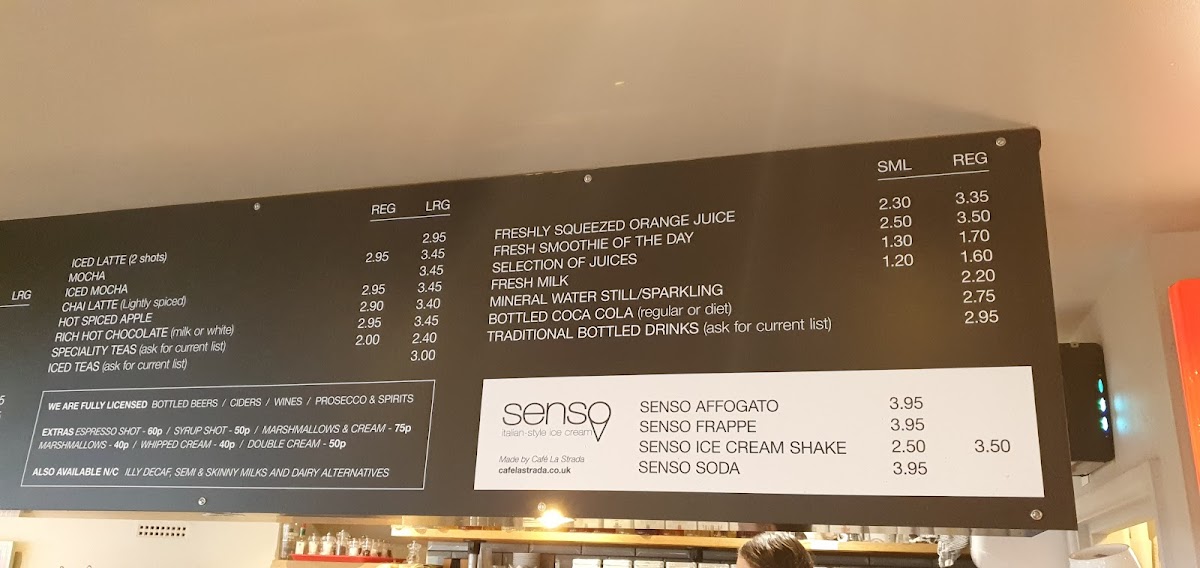 LRG
REG LRG
ICED LATTE (2 shots) 2.95
MOCHA 2.95 3.45
ICED MOCHA 3.45
CHAI LATTE (Lightly spiced) 2.95 3.45
HOT SPICED APPLE 2.90 3.40
RICH HOT CHOCOLATE (milk or white) 2.95 3.45
SPECIALITY TEAS (ask for current list) 2.00 2.40
ICED TEAS (ask for current list) 3.00
WE ARE FULLY LICENSED BOTTLED BEERS / CIDERS / WINES / PROSECCO & SPIRITS
EXTRAS ESPRESSO SHOT - 60p / SYRUP SHOT - 50p / MARSHMALLOWS & CREAM - 75p
MARSHMALLOWS - 40p / WHIPPED CREAM - 40p / DOUBLE CREAM - 50p
ALSO AVAILABLE N/C ILLY DECAF, SEMI & SKINNY MILKS AND DAIRY ALTERNATIVES
SML REG
FRESHLY SQUEEZED ORANGE JUICE 2.30 3.35
FRESH SMOOTHIE OF THE DAY 2.50 3.50
SELECTION OF JUICES 1.30 1.70
FRESH MILK 1.20 1.60
MINERAL WATER STILL/SPARKLING 2.20
BOTTLED COCA COLA (regular or diet) 2.75
TRADITIONAL BOTTLED DRINKS (ask for current list) 2.95
senso
italian-style ice cream
Made by Café La Strada
cafelastrada.co.uk
SENSO AFFOGATO 3.95
SENSO FRAPPE 3.95
SENSO ICE CREAM SHAKE 2.50 3.50
SENSO SODA 3.95